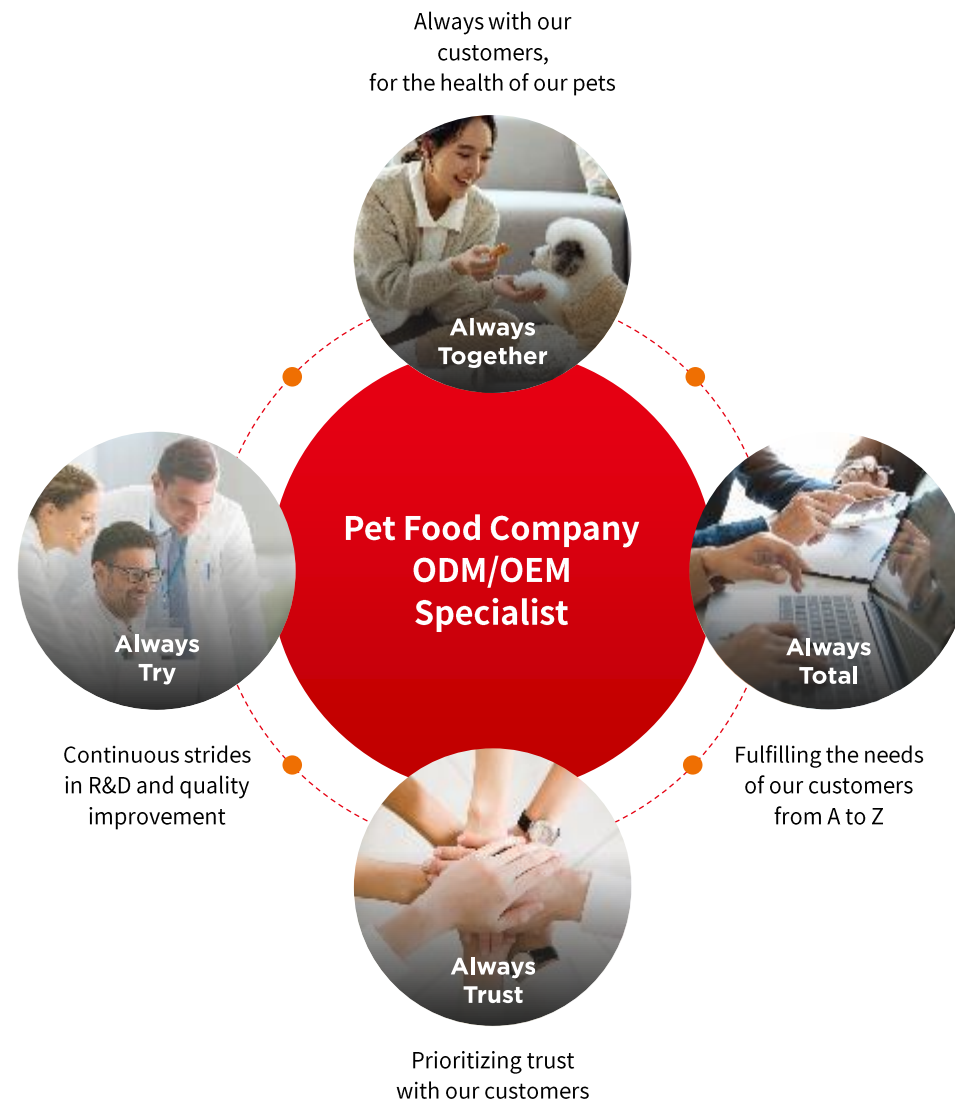 Always with our
customers,
for the health of our pets
Always
Together
Pet Food Company
ODM/OEM
Specialist
Always
Try
Continuous strides
in R&D and quality
improvement
Always
Total
Fulfilling the needs
of our customers
from A to Z
Always
Trust
Prioritizing trust
with our customers